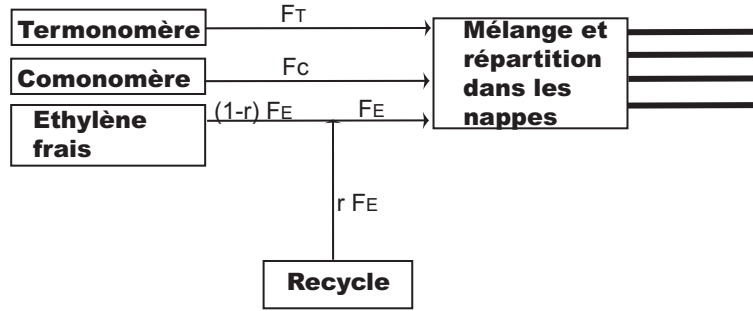 Termonomère
FT
Comonomère
Fc
Ethylène
frais
(1-r) FE
FE
r FE
Recycle
Mélange et
répartition
dans les
nappes